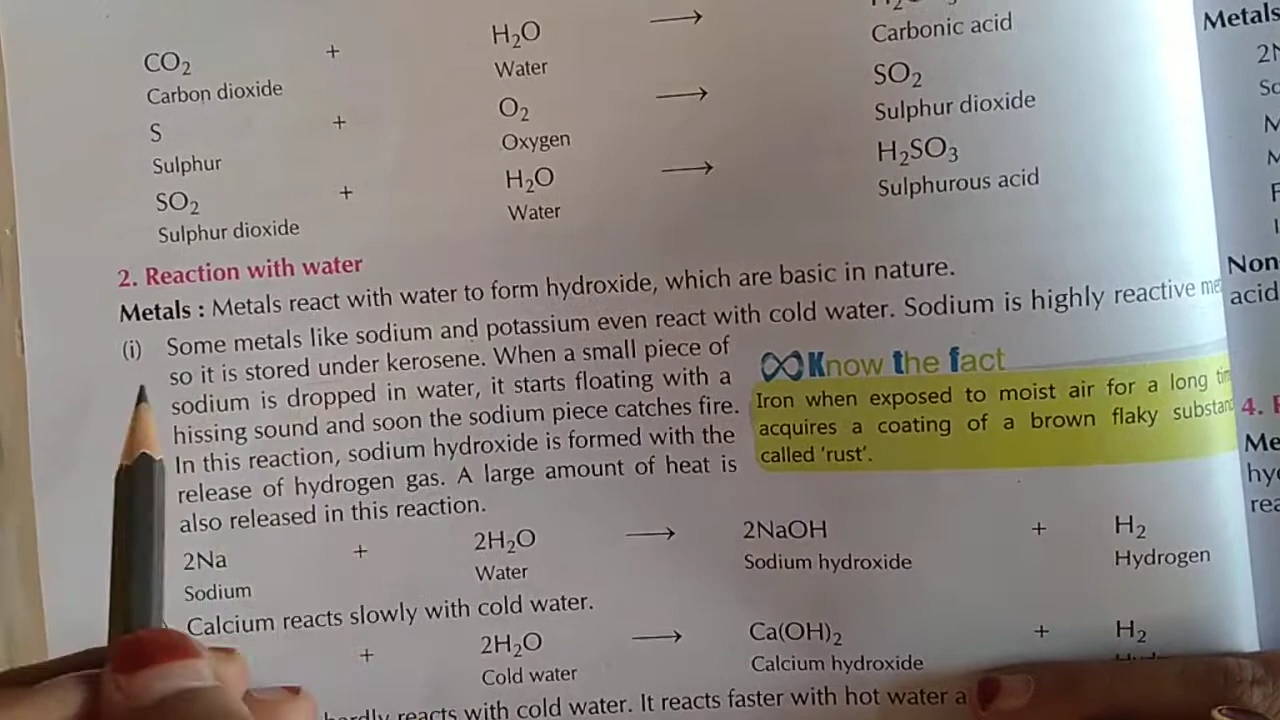 CO₂ + H₂O ⟶
Carbon dioxide Water Carbonic acid
S + O₂ ⟶ SO₂
Sulphur Oxygen Sulphur dioxide
SO₂ + H₂O ⟶ H₂SO₃
Sulphur dioxide Water Sulphurous acid
2. Reaction with water
Metals : Metals react with water to form hydroxide, which are basic in nature.
(i) Some metals like sodium and potassium even react with cold water. Sodium is highly reactive
so it is stored under kerosene. When a small piece of
sodium is dropped in water, it starts floating with a
hissing sound and soon the sodium piece catches fire.
In this reaction, sodium hydroxide is formed with the
release of hydrogen gas. A large amount of heat is
also released in this reaction.
Know the fact
Iron when exposed to moist air for a long
acquires a coating of a brown flaky
called 'rust'.
2Na + 2H₂O ⟶ 2NaOH + H₂
Sodium Water Sodium hydroxide Hydrogen
Calcium reacts slowly with cold water.
+ 2H₂O ⟶ Ca(OH)₂ + H₂
Cold water Calcium hydroxide
reacts with cold water. It reacts faster with hot water a
Metals
Non
acid
4.